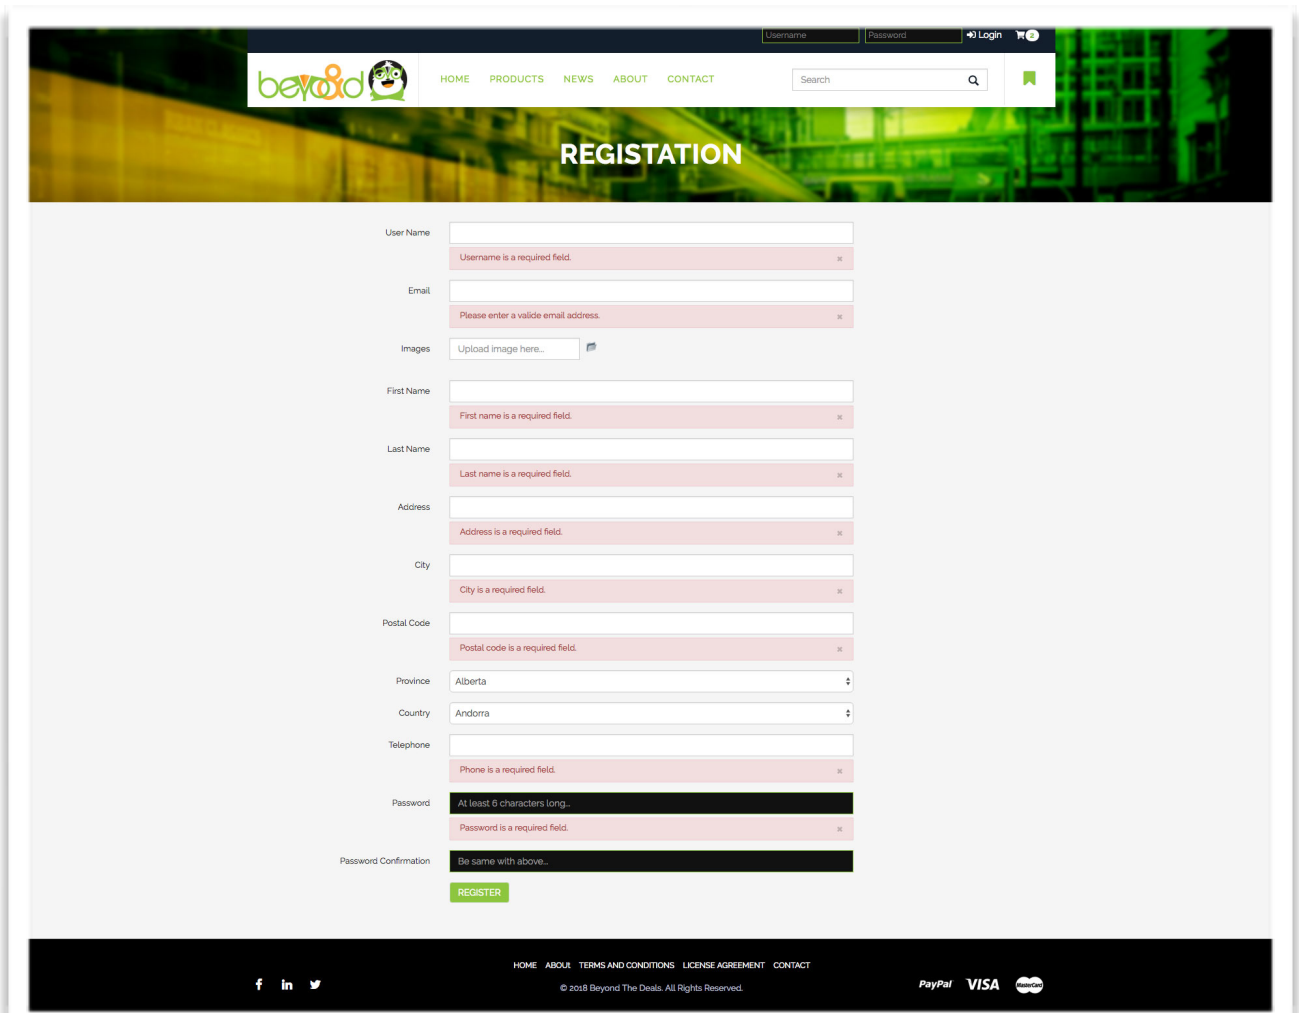 Username Password Login 2
beyond
HOME PRODUCTS NEWS ABOUT CONTACT Search
REGISTATION
User Name
Username is a required field.
Email
Please enter a valide email address.
Images Upload image here...
First Name
First name is a required field.
Last Name
Last name is a required field.
Address
Address is a required field.
City
City is a required field.
Postal Code
Postal code is a required field.
Province Alberta
Country Andorra
Telephone
Phone is a required field.
Password At least 6 characters long...
Password is a required field.
Password Confirmation Be same with above...
REGISTER
HOME ABOUt TERMS AND CONDITIONS LICENSE AGREEMENT CONTACT
© 2018 Beyond The Deals. All Rights Reserved.
PayPal VISA MasterCard